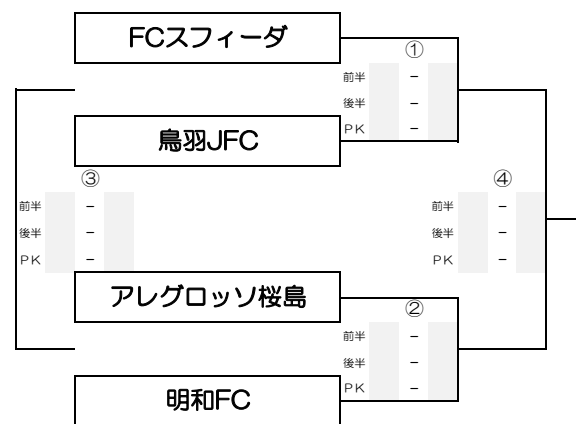 FCスフィーダ
①
前半 -
後半 -
PK -
鳥羽JFC
③
前半 -
後半 -
PK -
④
前半 -
後半 -
PK -
アレグロッソ桜島
②
前半 -
後半 -
PK -
明和FC